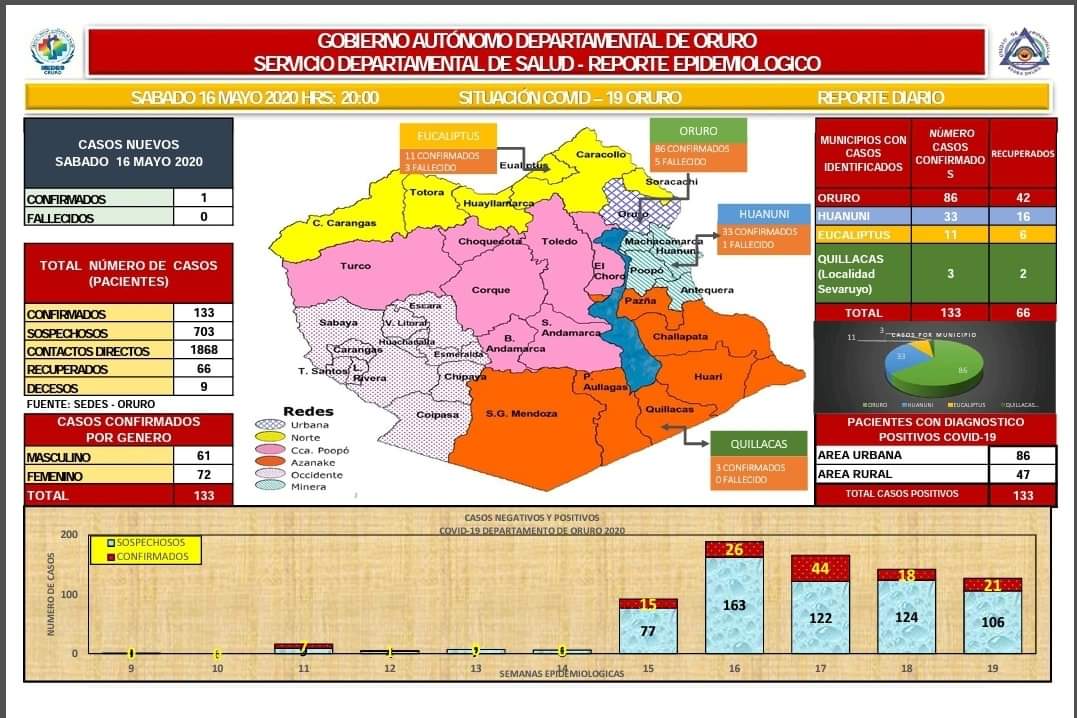 GOBIERNO AUTÓNOMO DEPARTAMENTAL DE ORURO
SERVICIO DEPARTAMENTAL DE SALUD - REPORTE EPIDEMIOLOGICO
SABADO 16 MAYO 2020 HRS: 20:00 SITUACIÓN COVID – 19 ORURO REPORTE DIARIO
CASOS NUEVOS
SABADO 16 MAYO 2020
CONFIRMADOS 1
FALLECIDOS 0
TOTAL NÚMERO DE CASOS
(PACIENTES)
CONFIRMADOS 133
SOSPECHOSOS 703
CONTACTOS DIRECTOS 1868
RECUPERADOS 66
DECESOS 9
FUENTE: SEDES - ORURO
CASOS CONFIRMADOS
POR GENERO
MASCULINO 61
FEMENINO 72
TOTAL 133
EUCALIPTUS
11 CONFIRMADOS
3 FALLECIDO
ORURO
86 CONFIRMADOS
5 FALLECIDO
HUANUNI
33 CONFIRMADOS
1 FALLECIDO
QUILLACAS
3 CONFIRMADOS
0 FALLECIDO
Caracollo
Eualiptus
Soracachi
Totora
Huayllamarca
Oruro
C. Carangas
Choquecota
Toledo
Machacamarca
Huanuni
Turco
El
Choro
Poopó
Corque
Antequera
Pazña
Escara
Sabaya
V. Litoral
S.
Andamarca
Challapata
Huachacalla
B.
Andamarca
Carangas
Esmeralda
T. Santos
L.
Rivera
Chipaya
P.
Aullagas
Huari
Coipasa
S.G. Mendoza
Quillacas
Redes
Urbana
Norte
Cca. Poopó
Azanake
Occidente
Minera
MUNICIPIOS CON
CASOS
IDENTIFICADOS
NÙMERO
CASOS
CONFIRMADO
S
RECUPERADOS
ORURO 86 42
HUANUNI 33 16
EUCALIPTUS 11 6
QUILLACAS
(Localidad
Sevaruyo)
3 2
TOTAL 133 66
CASOS POR MUNICIPIO
3
11
33
86
ORURO HUANUNI EUCALIPTUS QUILLACAS...
PACIENTES CON DIAGNOSTICO
POSITIVOS COVID-19
AREA URBANA 86
AREA RURAL 47
TOTAL CASOS POSITIVOS 133
CASOS NEGATIVOS Y POSITIVOS
COVID-19 DEPARTAMENTO DE ORURO 2020
SOSPECHOSOS
CONFIRMADOS
NUMERO DE CASOS
200
100
0
0 0 7 1 0 0 15 26 44 18 21
77 163 122 124 106
9 10 11 12 13 14 15 16 17 18 19
SEMANAS EPIDEMIOLOGICAS